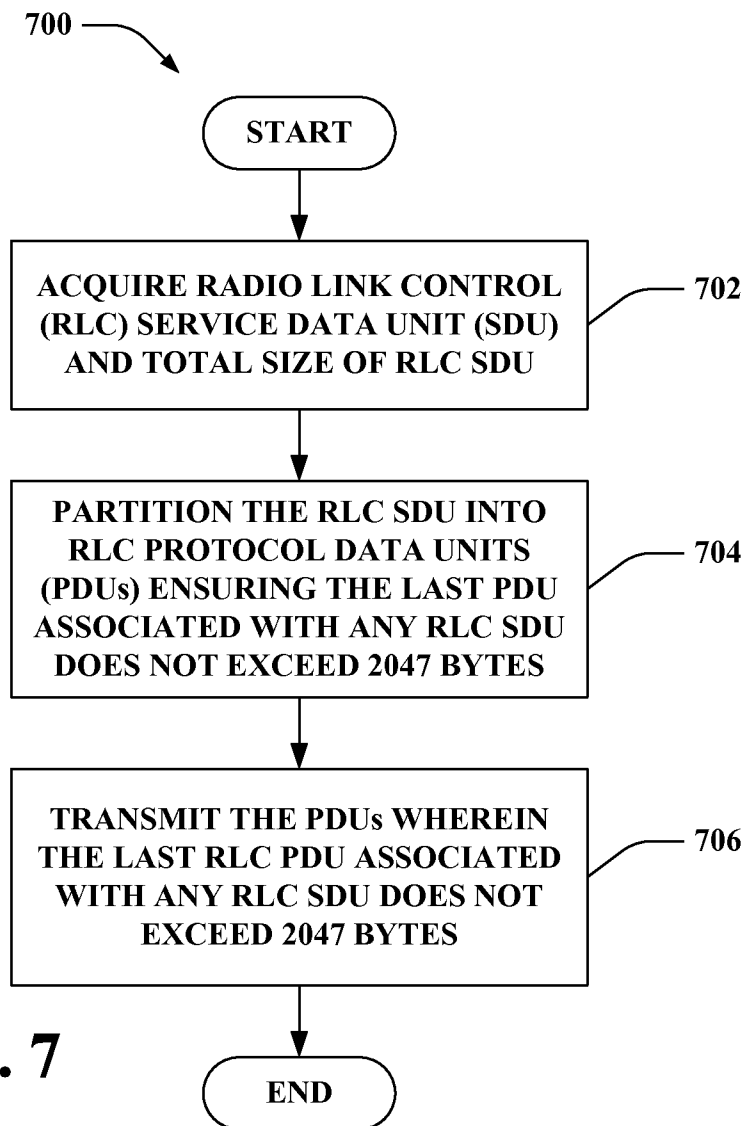 700
START
ACQUIRE RADIO LINK CONTROL
(RLC) SERVICE DATA UNIT (SDU)
AND TOTAL SIZE OF RLC SDU
702
PARTITION THE RLC SDU INTO
RLC PROTOCOL DATA UNITS
(PDUs) ENSURING THE LAST PDU
ASSOCIATED WITH ANY RLC SDU
DOES NOT EXCEED 2047 BYTES
704
TRANSMIT THE PDUs WHEREIN
THE LAST RLC PDU ASSOCIATED
WITH ANY RLC SDU DOES NOT
EXCEED 2047 BYTES
706
. 7
END